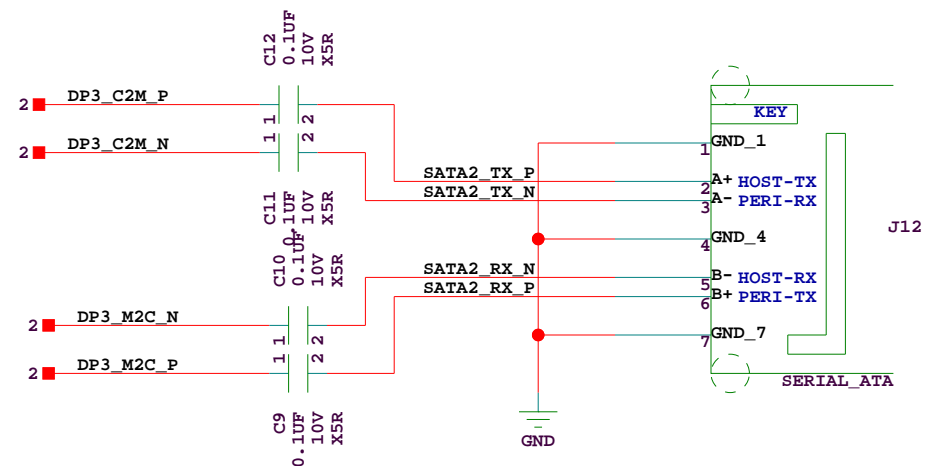 C12
0.1UF
10V
X5R
2 DP3_C2M_P
1 2
2 DP3_C2M_N
1 2
C11
0.1UF
10V
X5R
SATA2_TX_P
SATA2_TX_N
C10
0.1UF
10V
X5R
SATA2_RX_N
SATA2_RX_P
2 DP3_M2C_N
1 2
2 DP3_M2C_P
1 2
C9
0.1UF
10V
X5R
GND
KEY
1 GND_1
2 A+ HOST-TX
3 A- PERI-RX
4 GND_4
5 B- HOST-RX
6 B+ PERI-TX
7 GND_7
J12
SERIAL_ATA